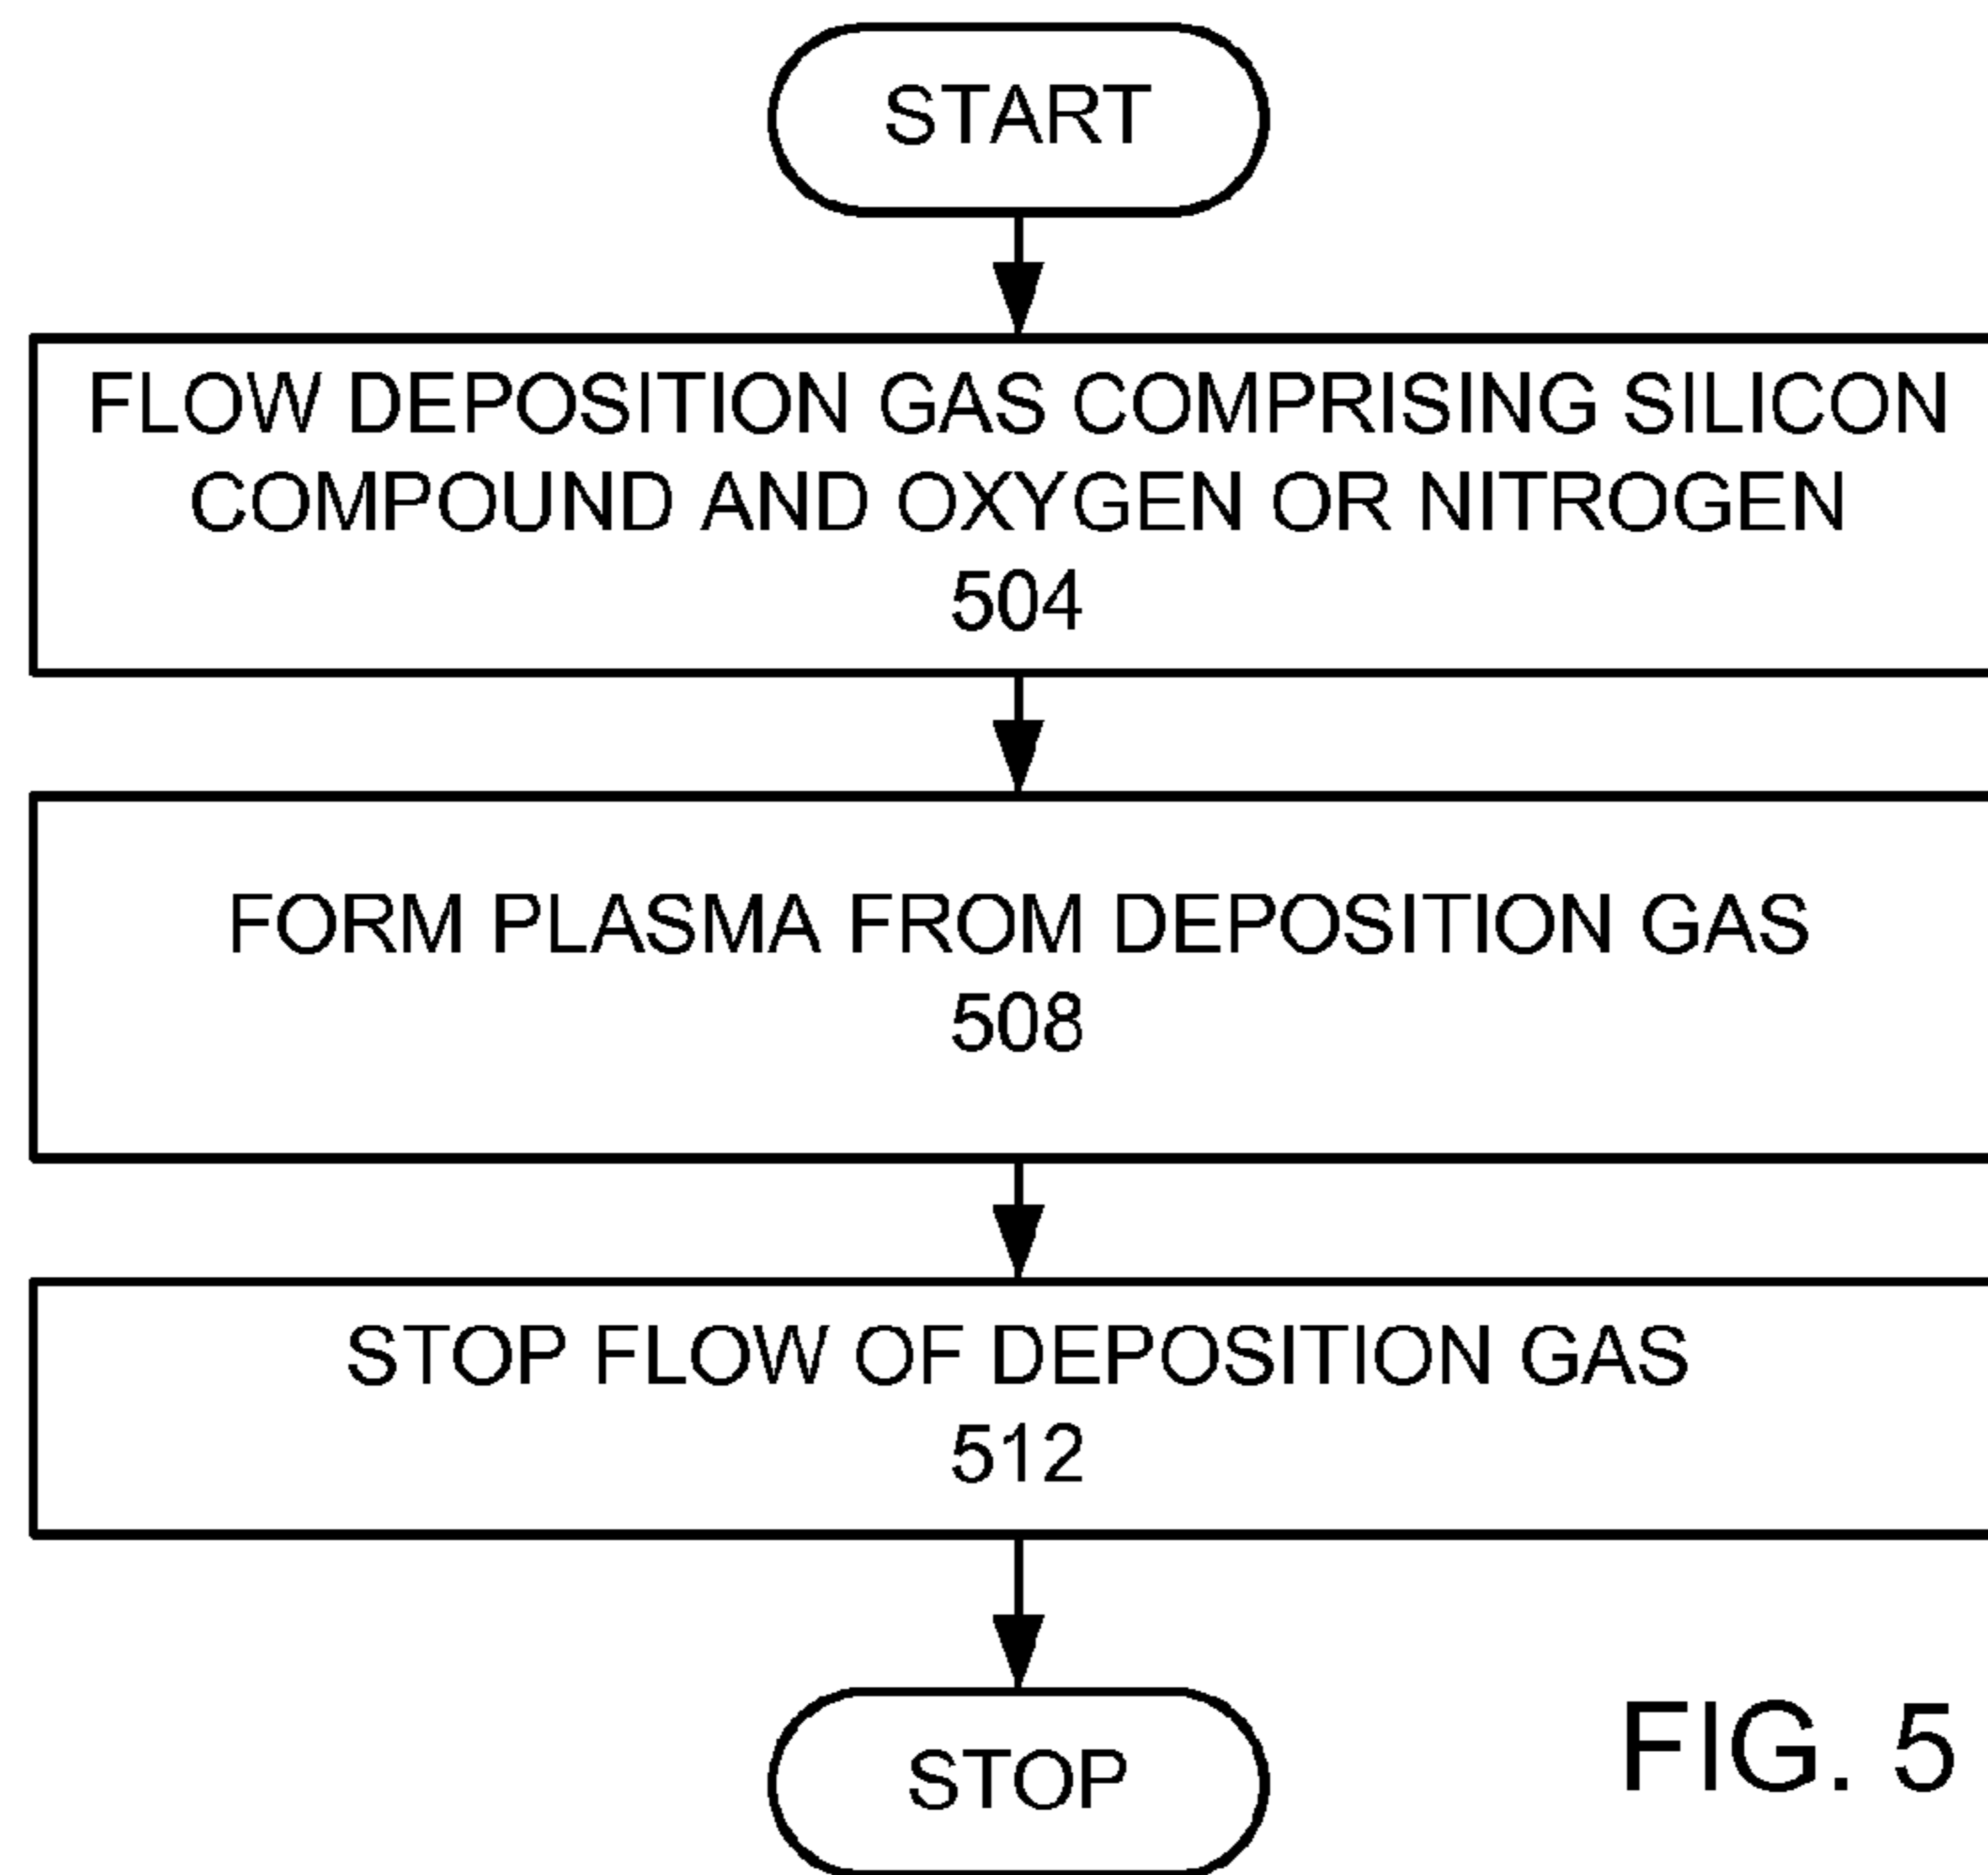 START
FLOW DEPOSITION GAS COMPRISING SILICON
COMPOUND AND OXYGEN OR NITROGEN
504
FORM PLASMA FROM DEPOSITION GAS
508
STOP FLOW OF DEPOSITION GAS
512
STOP
FIG. 5